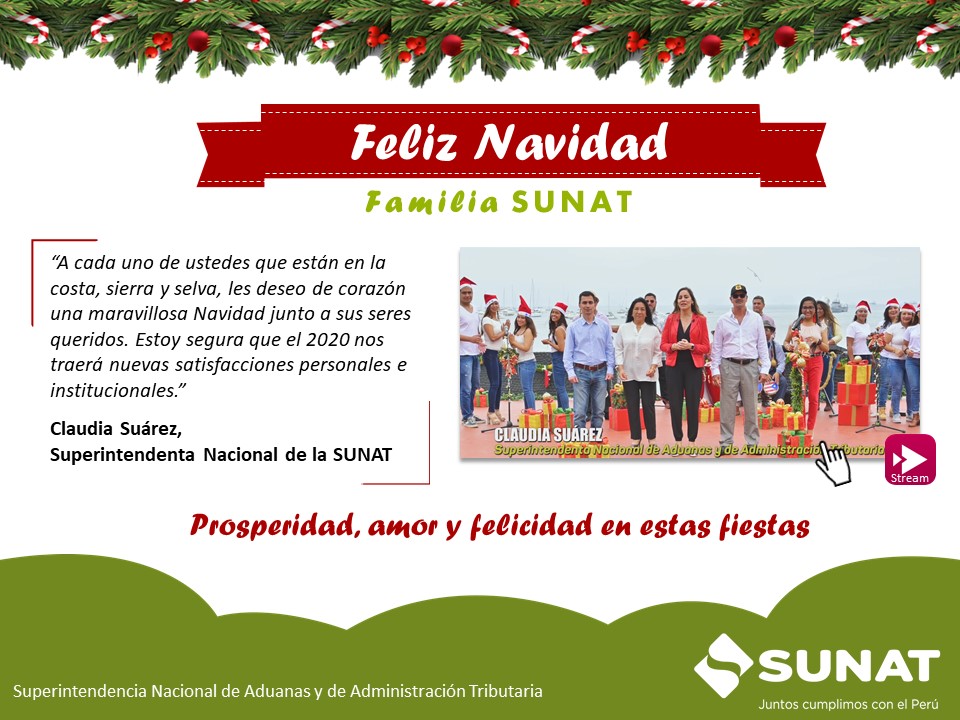 Feliz Navidad
Familia SUNAT
“A cada uno de ustedes que están en la
costa, sierra y selva, les deseo de corazón
una maravillosa Navidad junto a sus seres
queridos. Estoy segura que el 2020 nos
traerá nuevas satisfacciones personales e
institucionales.”
Claudia Suárez,
Superintendenta Nacional de la SUNAT
CLAUDIA SUÁREZ
Superintendenta Nacional de Aduanas y de Administración Tributaria
Stream
Prosperidad, amor y felicidad en estas fiestas
SUNAT
Juntos cumplimos con el Perú
Superintendencia Nacional de Aduanas y de Administración Tributaria